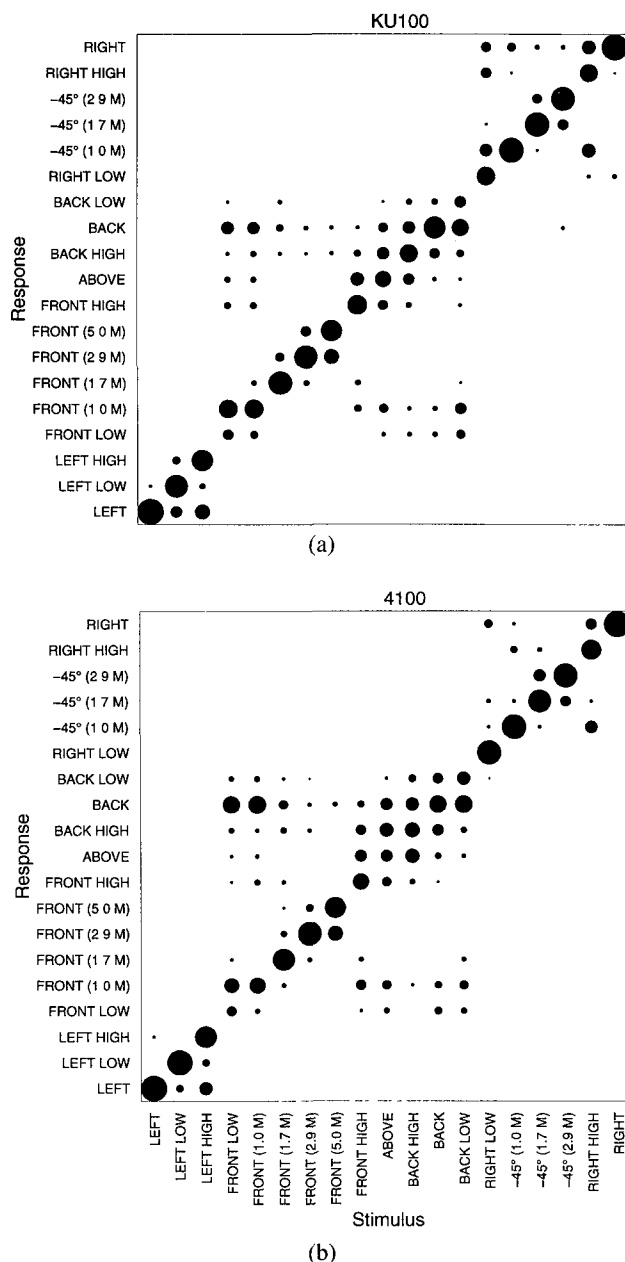 KU100
RIGHT
RIGHT HIGH
–45° (2 9 M)
–45° (1 7 M)
–45° (1 0 M)
RIGHT LOW
BACK LOW
BACK
BACK HIGH
ABOVE
FRONT HIGH
FRONT (5 0 M)
FRONT (2 9 M)
FRONT (1 7 M)
FRONT (1 0 M)
FRONT LOW
LEFT HIGH
LEFT LOW
LEFT
Response
(a)
4100
RIGHT
RIGHT HIGH
–45° (2 9 M)
–45° (1 7 M)
–45° (1 0 M)
RIGHT LOW
BACK LOW
BACK
BACK HIGH
ABOVE
FRONT HIGH
FRONT (5 0 M)
FRONT (2 9 M)
FRONT (1 7 M)
FRONT (1 0 M)
FRONT LOW
LEFT HIGH
LEFT LOW
LEFT
Response
LEFT
LEFT LOW
LEFT HIGH
FRONT LOW
FRONT (1.0 M)
FRONT (1.7 M)
FRONT (2.9 M)
FRONT (5.0 M)
FRONT HIGH
ABOVE
BACK HIGH
BACK
BACK LOW
RIGHT LOW
–45° (1.0 M)
–45° (1.7 M)
–45° (2.9 M)
RIGHT HIGH
RIGHT
Stimulus
(b)